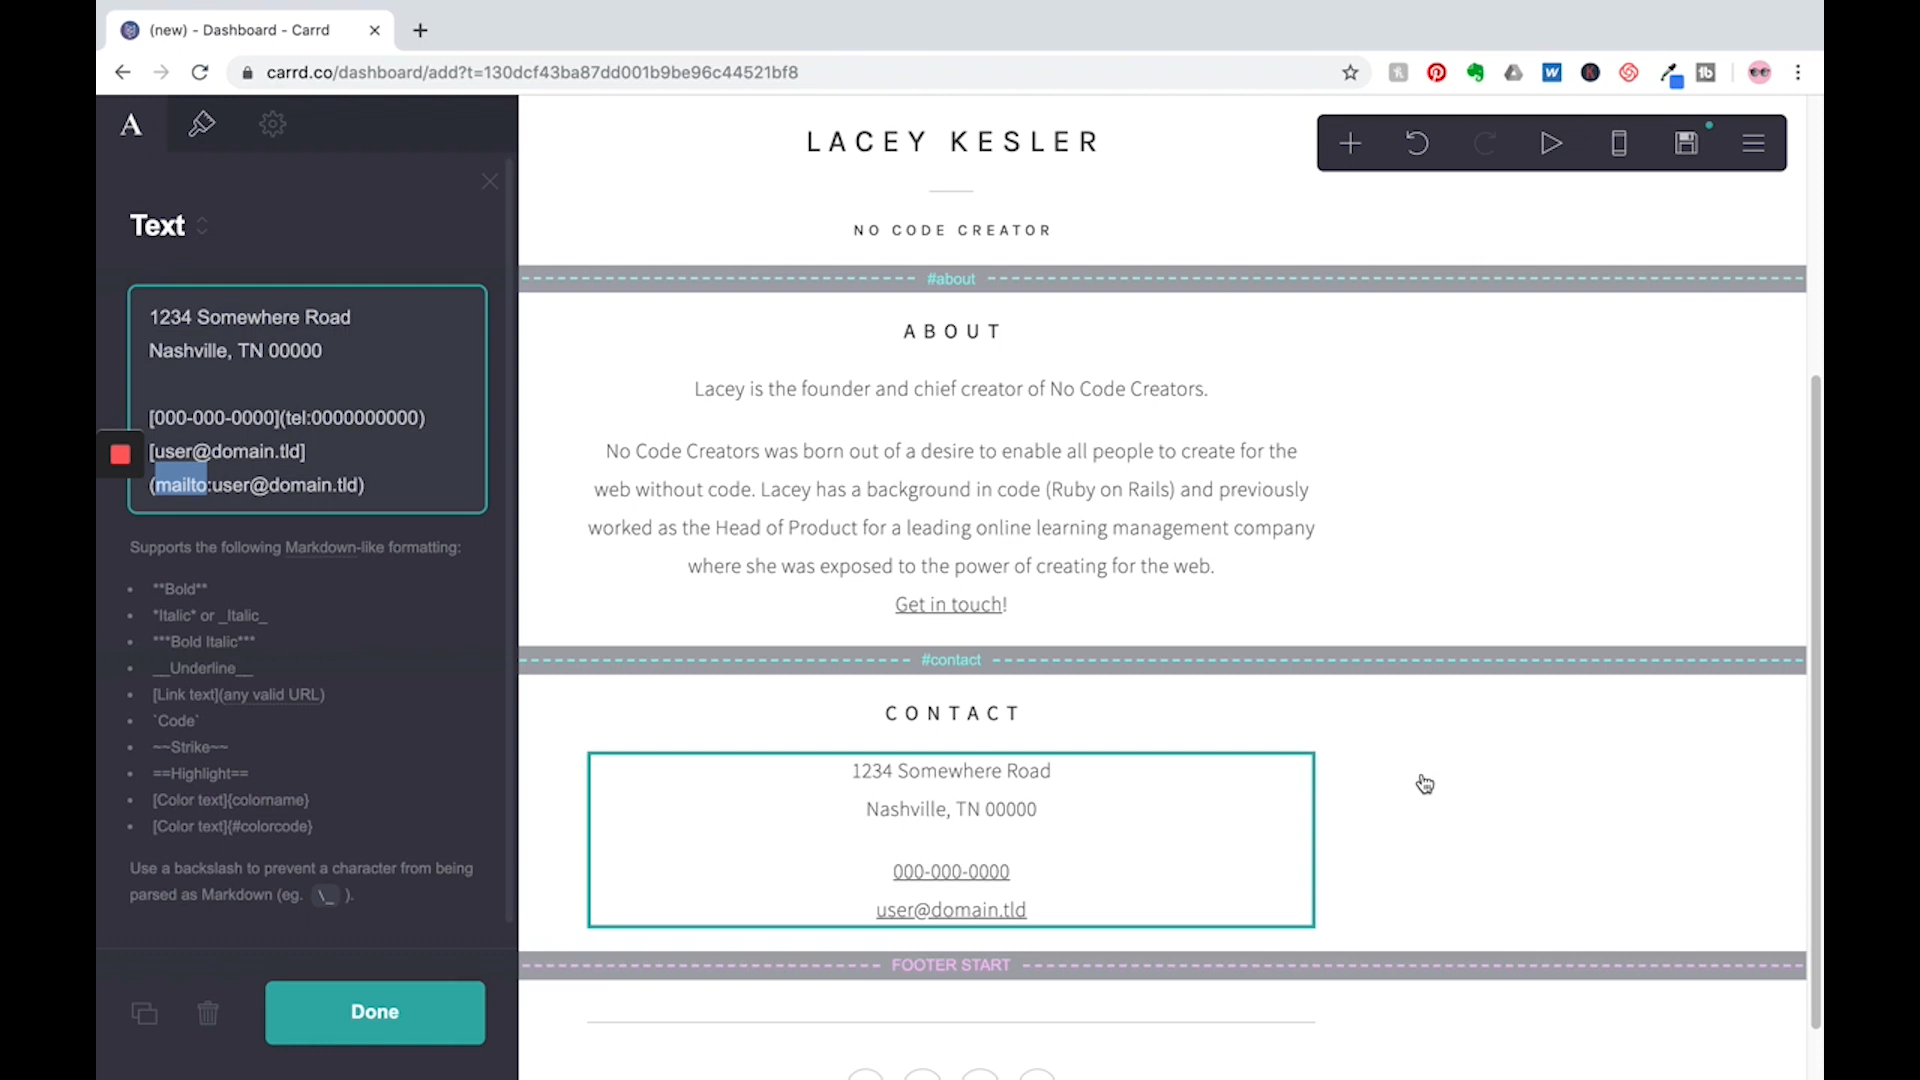 (new) - Dashboard - Carrd
carrd.co/dashboard/add?t=130dcf43ba87dd001b9be96c44521bf8
A
Text
1234 Somewhere Road
Nashville, TN 00000
[000-000-0000](tel:0000000000)
[user@domain.tld]
(mailto:user@domain.tld)
Supports the following Markdown-like formatting:
• **Bold**
• *Italic* or _Italic_
• ***Bold Italic***
• __Underline__
• [Link text](any valid URL)
• `Code`
• ~~Strike~~
• ==Highlight==
• [Color text]{colorname}
• [Color text]{#colorcode}
Use a backslash to prevent a character from being
parsed as Markdown (eg. \_ ).
Done
LACEY KESLER
NO CODE CREATOR
#about
ABOUT
Lacey is the founder and chief creator of No Code Creators.
No Code Creators was born out of a desire to enable all people to create for the
web without code. Lacey has a background in code (Ruby on Rails) and previously
worked as the Head of Product for a leading online learning management company
where she was exposed to the power of creating for the web.
Get in touch!
#contact
CONTACT
1234 Somewhere Road
Nashville, TN 00000
000-000-0000
user@domain.tld
FOOTER START